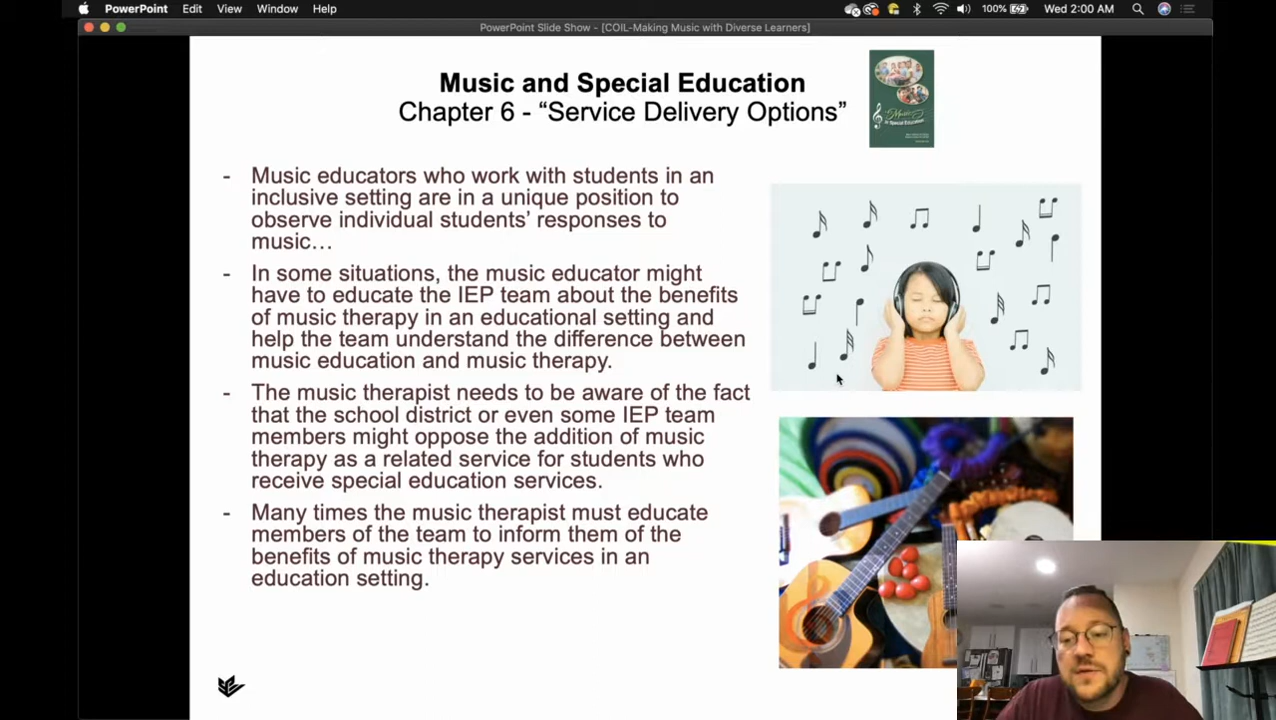 PowerPoint Edit View Window Help 100% Wed 2:00 AM
PowerPoint Slide Show - [COIL-Making Music with Diverse Learners]
Music and Special Education
Chapter 6 - “Service Delivery Options”
Music
in Special Education
- Music educators who work with students in an
inclusive setting are in a unique position to
observe individual students’ responses to
music…
- In some situations, the music educator might
have to educate the IEP team about the benefits
of music therapy in an educational setting and
help the team understand the difference between
music education and music therapy.
- The music therapist needs to be aware of the fact
that the school district or even some IEP team
members might oppose the addition of music
therapy as a related service for students who
receive special education services.
- Many times the music therapist must educate
members of the team to inform them of the
benefits of music therapy services in an
education setting.